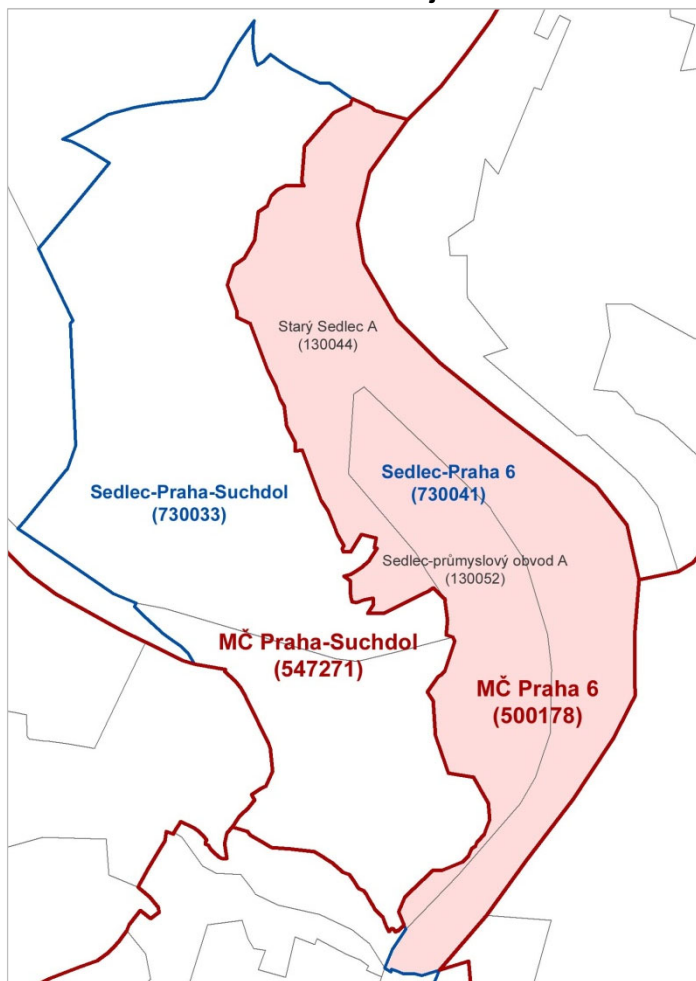 Starý Sedlec A
(130044)
Sedlec-Praha 6
(730041)
Sedlec-Praha-Suchdol
(730033)
Sedlec-průmyslový obvod A
(130052)
MČ Praha-Suchdol
(547271)
MČ Praha 6
(500178)